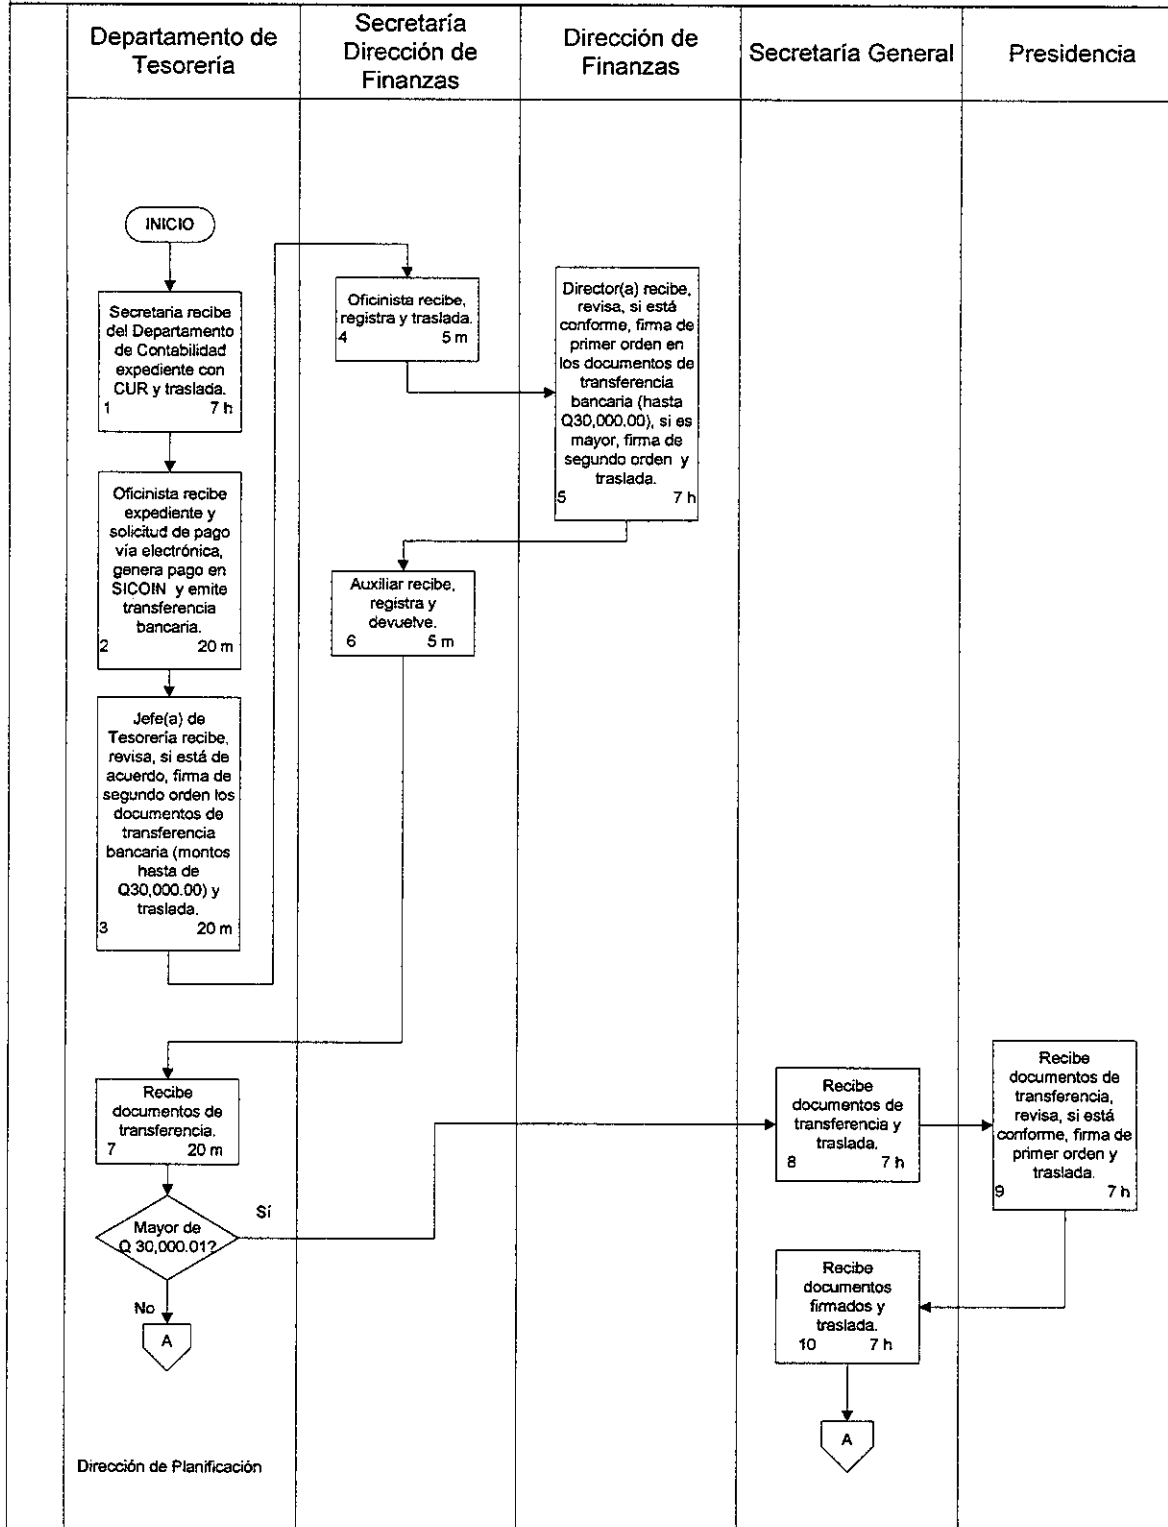 Departamento de
Tesorería
Secretaría
Dirección de
Finanzas
Dirección de
Finanzas
Secretaría General
Presidencia
INICIO
Secretaria recibe
del Departamento
de Contabilidad
expediente con
CUR y traslada.
1 7 h
Oficinista recibe
expediente y
solicitud de pago
vía electrónica,
genera pago en
SICOIN y emite
transferencia
bancaria.
2 20 m
Jefe(a) de
Tesorería recibe,
revisa, si está de
acuerdo, firma de
segundo orden los
documentos de
transferencia
bancaria (montos
hasta de
Q30,000.00) y
traslada.
3 20 m
Oficinista recibe,
registra y traslada.
4 5 m
Director(a) recibe,
revisa, si está
conforme, firma de
primer orden en
los documentos de
transferencia
bancaria (hasta
Q30,000.00), si es
mayor, firma de
segundo orden y
traslada.
5 7 h
Auxiliar recibe,
registra y
devuelve.
6 5 m
Recibe
documentos de
transferencia.
7 20 m
Mayor de
Q 30,000.01?
Sí
No
A
Recibe
documentos de
transferencia y
traslada.
8 7 h
Recibe
documentos de
transferencia,
revisa, si está
conforme, firma de
primer orden y
traslada.
9 7 h
Recibe
documentos
firmados y
traslada.
10 7 h
A
Dirección de Planificación